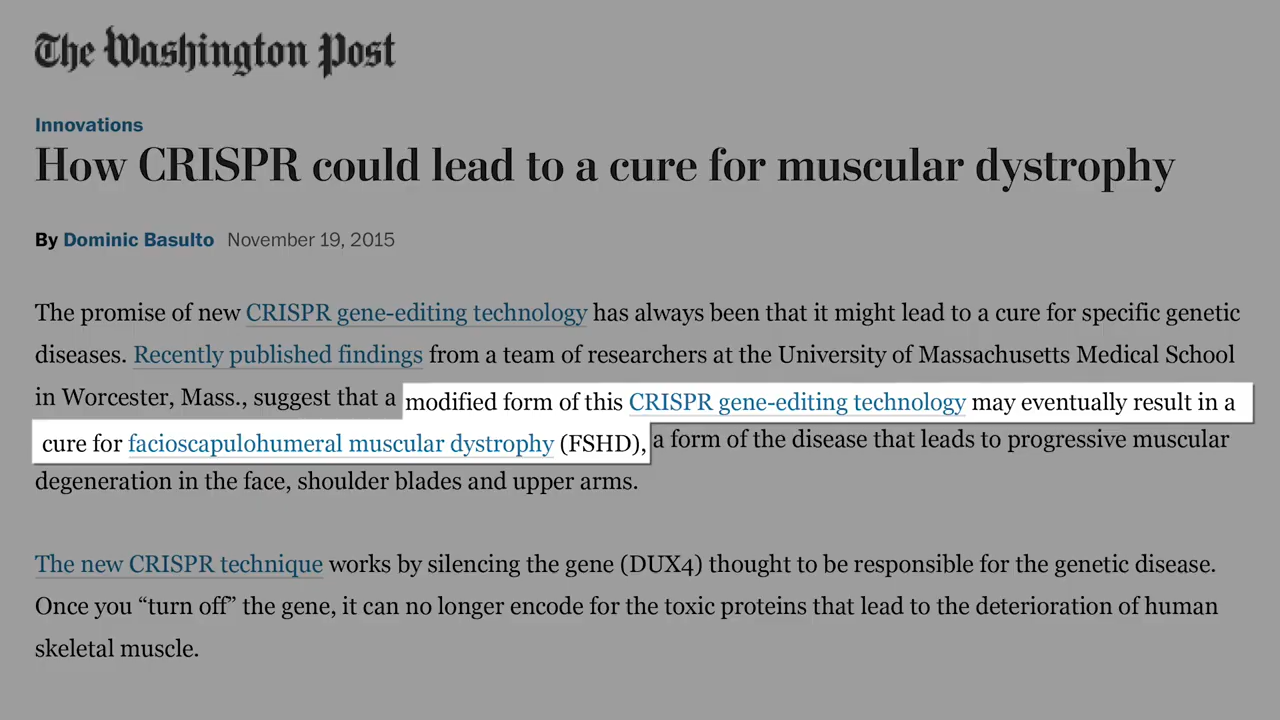 The Washington Post
Innovations
How CRISPR could lead to a cure for muscular dystrophy
By Dominic Basulto November 19, 2015
The promise of new CRISPR gene-editing technology has always been that it might lead to a cure for specific genetic
diseases. Recently published findings from a team of researchers at the University of Massachusetts Medical School
in Worcester, Mass., suggest that a modified form of this CRISPR gene-editing technology may eventually result in a
cure for facioscapulohumeral muscular dystrophy (FSHD), a form of the disease that leads to progressive muscular
degeneration in the face, shoulder blades and upper arms.
The new CRISPR technique works by silencing the gene (DUX4) thought to be responsible for the genetic disease.
Once you “turn off” the gene, it can no longer encode for the toxic proteins that lead to the deterioration of human
skeletal muscle.